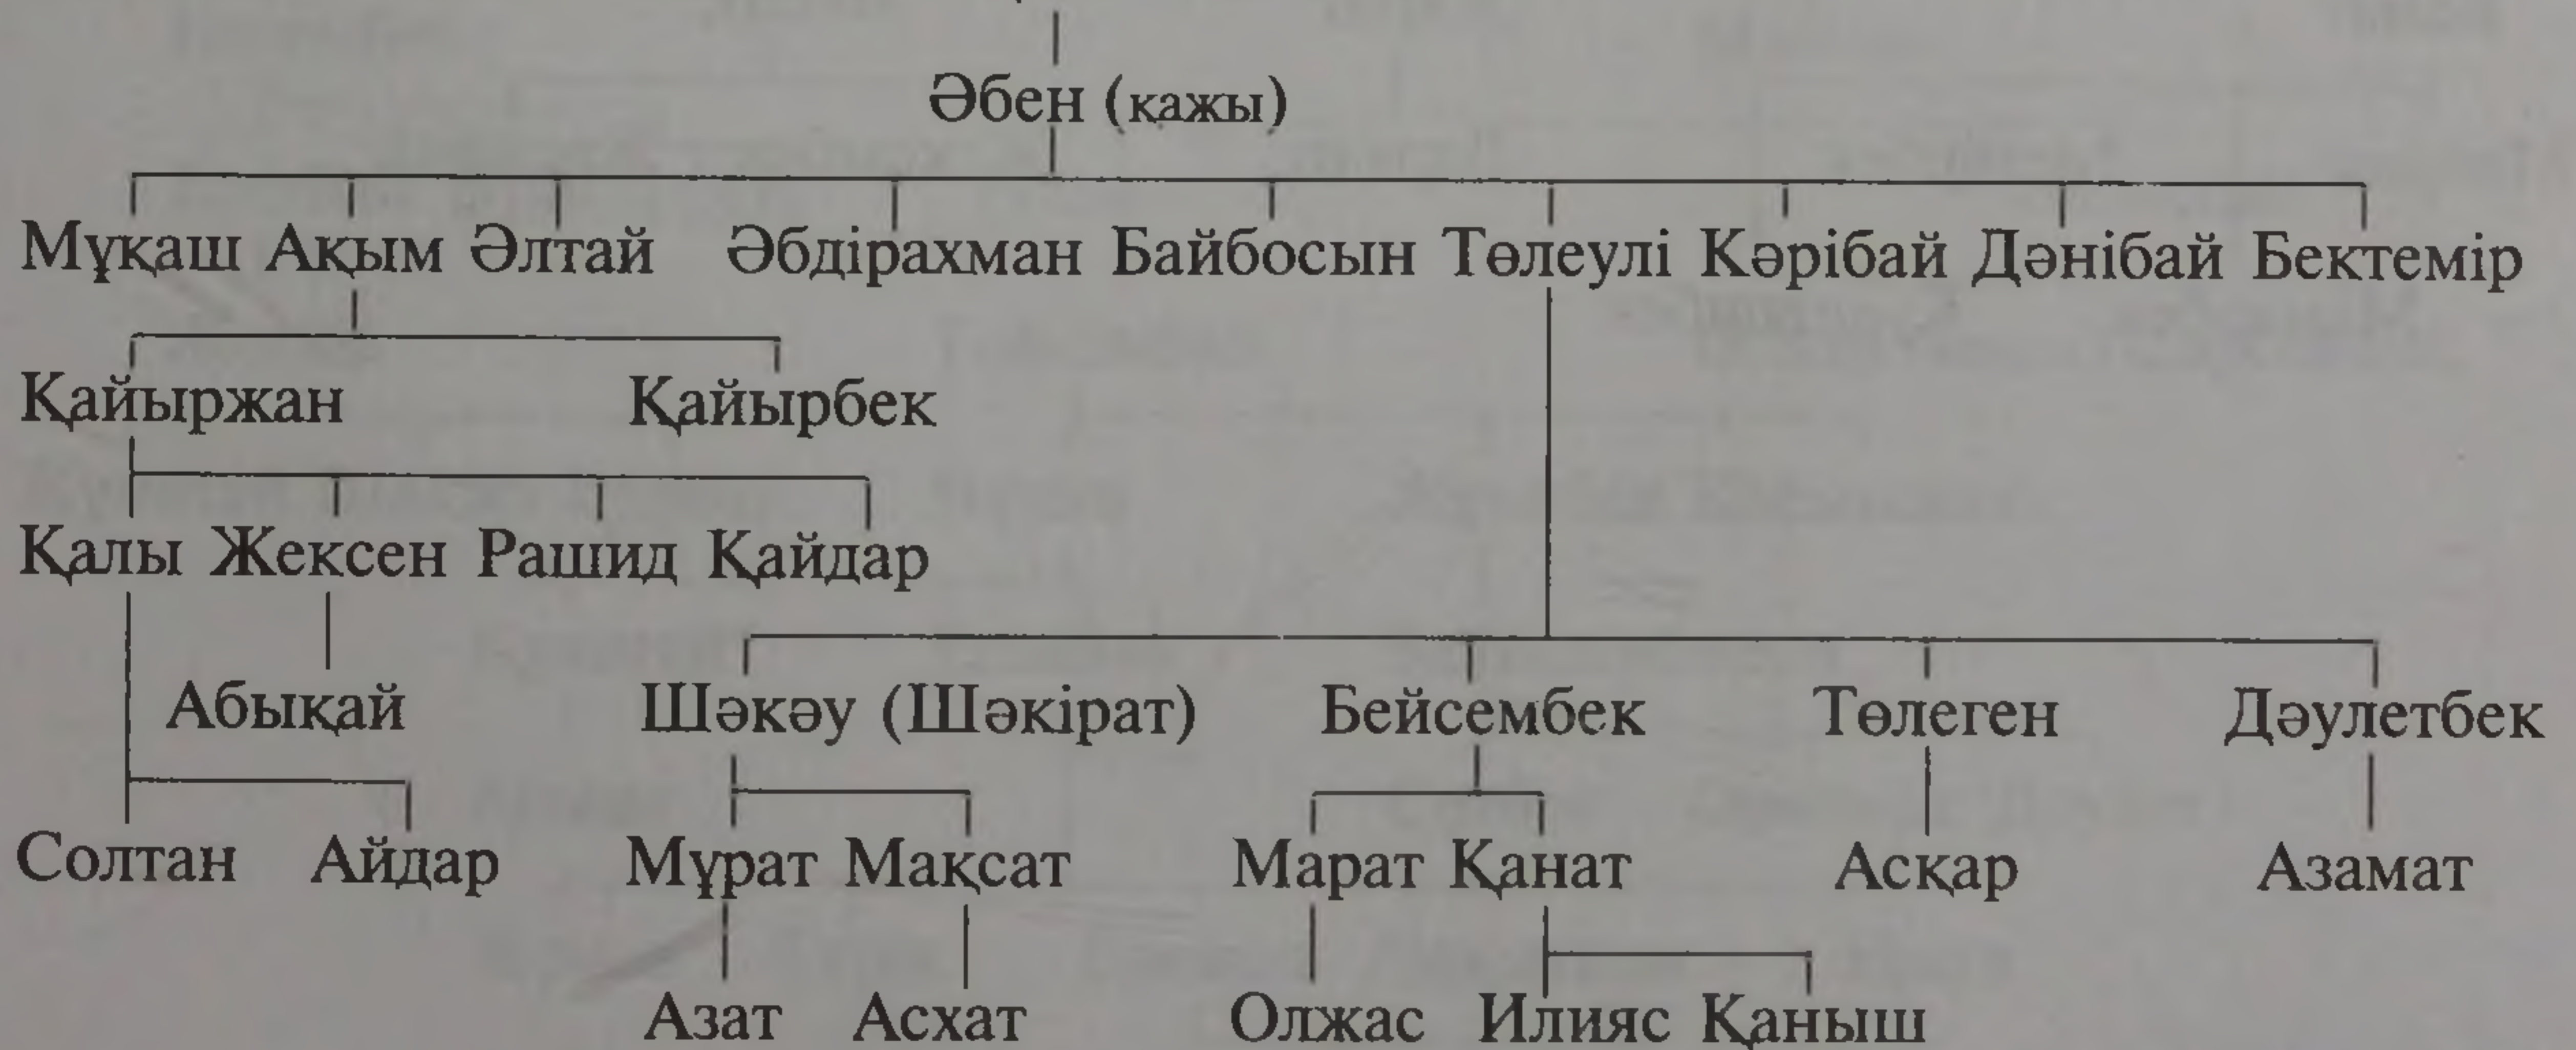 Әбен (қажы)
Мұқаш Ақым Әлтай Әбдірахман Байбосын Төлеулі Кәрібай Дәнібай Бектемір
Қайыржан Қайырбек
Қалы Жексен Рашид Қайдар
Абықай Шәкәу (Шәкірат) Бейсембек Төлеген Дәулетбек
Солтан Айдар Мұрат Мақсат Марат Қанат Асқар Азамат
Азат Асхат Олжас Илияс Қаныш